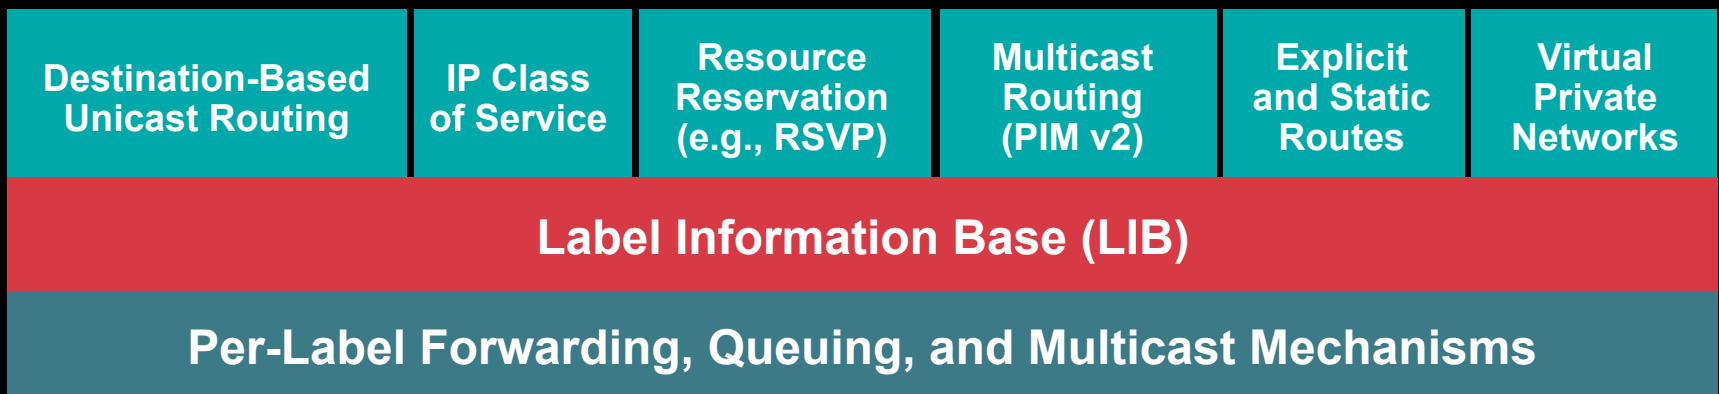 Destination-Based
Unicast Routing
IP Class
of Service
Resource
Reservation
(e.g., RSVP)
Multicast
Routing
(PIM v2)
Explicit
and Static
Routes
Virtual
Private
Networks
Label Information Base (LIB)
Per-Label Forwarding, Queuing, and Multicast Mechanisms